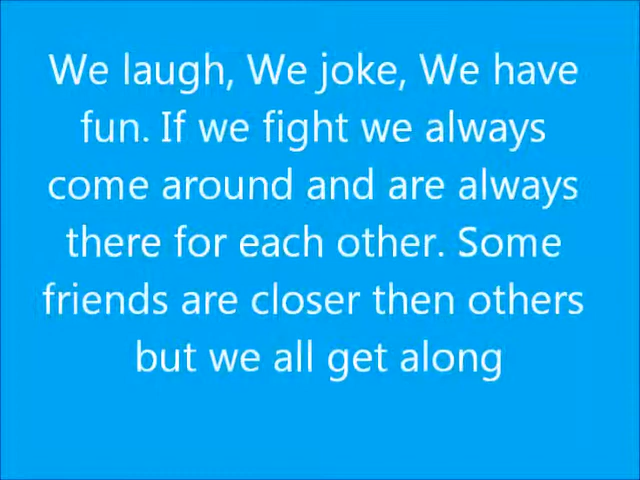 We laugh, We joke, We have
fun. If we fight we always
come around and are always
there for each other. Some
friends are closer then others
but we all get along